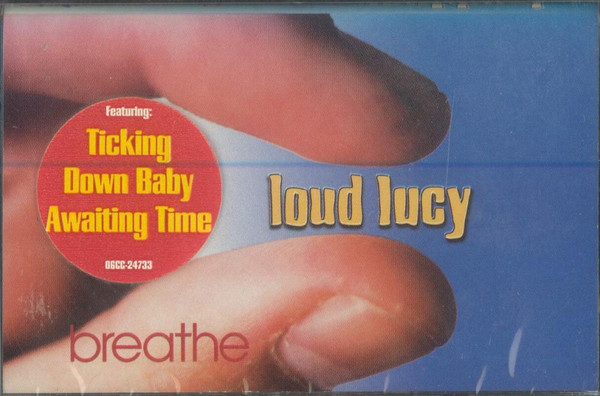 Featuring:
Ticking
Down Baby
Awaiting Time
DGCC-24733
loud lucy
breathe